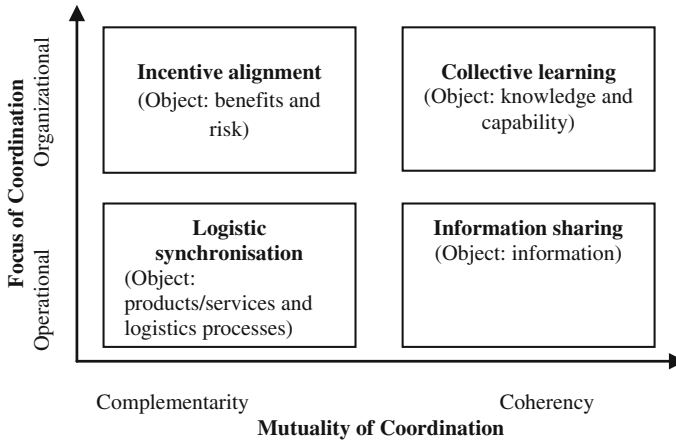 Focus of Coordination
Organizational
Operational
Incentive alignment
(Object: benefits and
risk)
Collective learning
(Object: knowledge and
capability)
Logistic
synchronisation
(Object:
products/services and
logistics processes)
Information sharing
(Object: information)
Complementarity
Coherency
Mutuality of Coordination